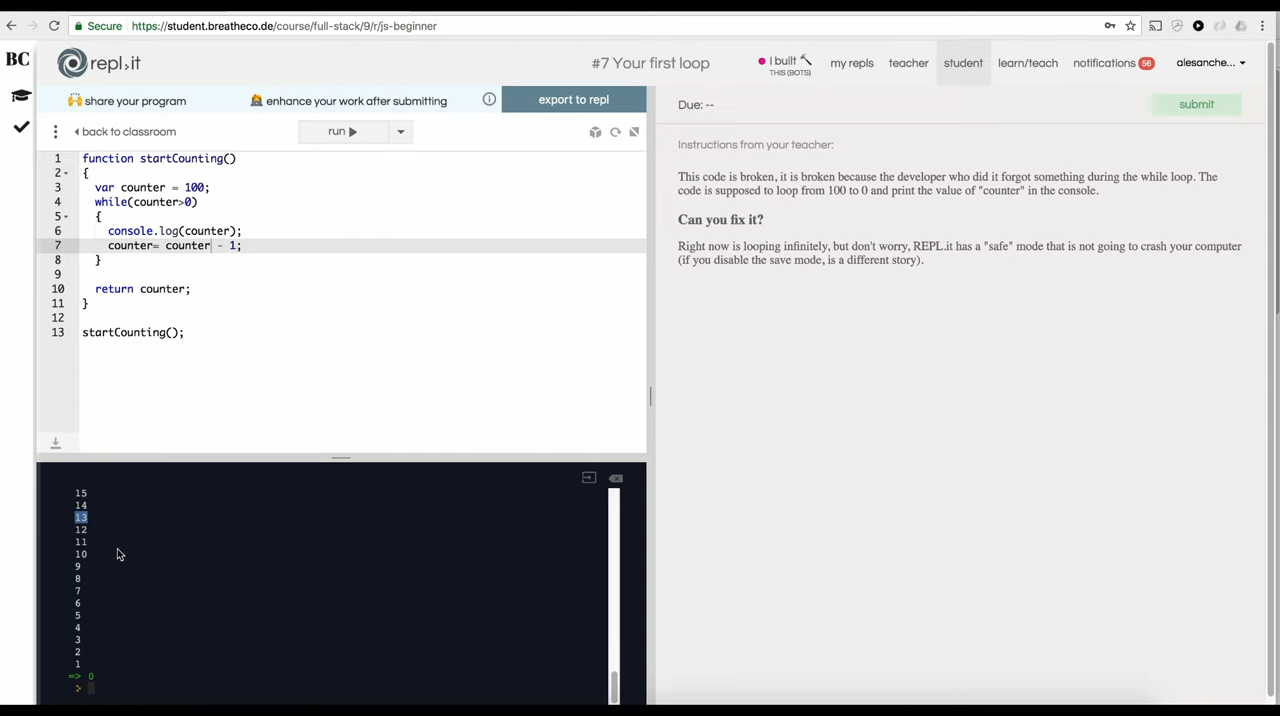 Secure
https://student.breatheco.de/course/full-stack/9/r/js-beginner
BC
repl.it
#7 Your first loop
I built
THIS (BOTS)
my repls
teacher
student
learn/teach
notifications 56
alesanche...
share your program
enhance your work after submitting
export to repl
Due: --
submit
back to classroom
run
Instructions from your teacher:
This code is broken, it is broken because the developer who did it forgot something during the while loop. The
code is supposed to loop from 100 to 0 and print the value of "counter" in the console.
Can you fix it?
Right now is looping infinitely, but don't worry, REPL.it has a "safe" mode that is not going to crash your computer
(if you disable the save mode, is a different story).
1 function startCounting()
2 {
3 var counter = 100;
4 while(counter>0)
5 {
6 console.log(counter);
7 counter= counter - 1;
8 }
9
10 return counter;
11 }
12
13 startCounting();
15
14
13
12
11
10
9
8
7
6
5
4
3
2
1
=> 0